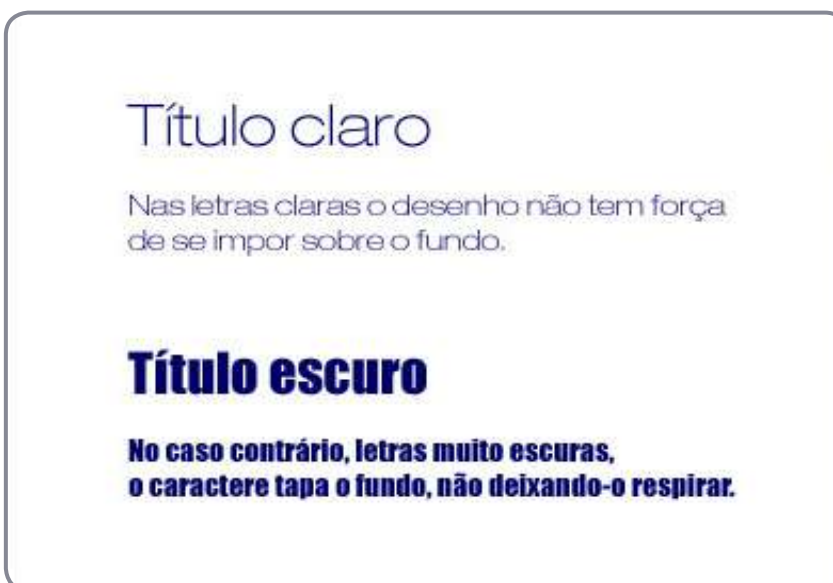 Título claro
Nas letras claras o desenho não tem força
de se impor sobre o fundo.
Título escuro
No caso contrário, letras muito escuras,
o caractere tapa o fundo, não deixando-o respirar.